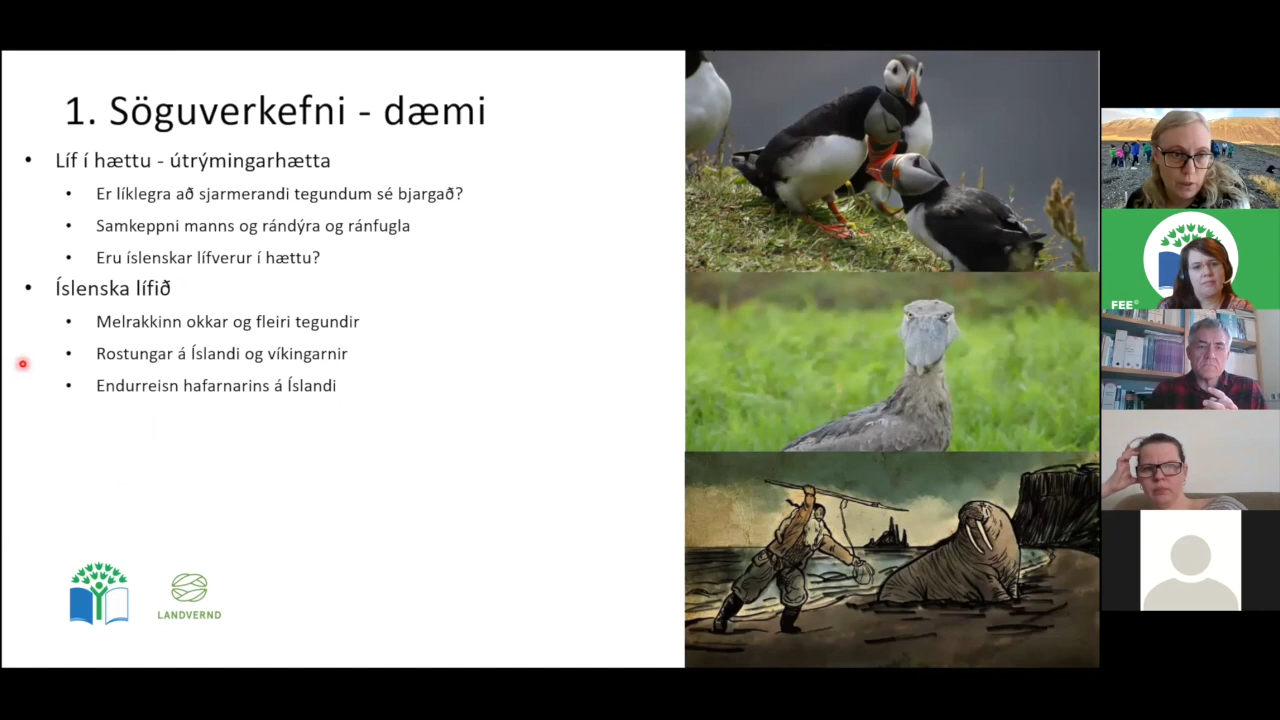 1. Söguverkefni - dæmi
• Líf í hættu - útrýmingarhætta
• Er líklegra að sjarmerandi tegundum sé bjargað?
• Samkeppni manns og rándýra og ránfugla
• Eru íslenskar lífverur í hættu?
• Íslenska lífið
• Melrakkinn okkar og fleiri tegundir
• Rostungar á Íslandi og víkingarnir
• Endurreisn hafarnarins á Íslandi
LANDVERND
FEE©